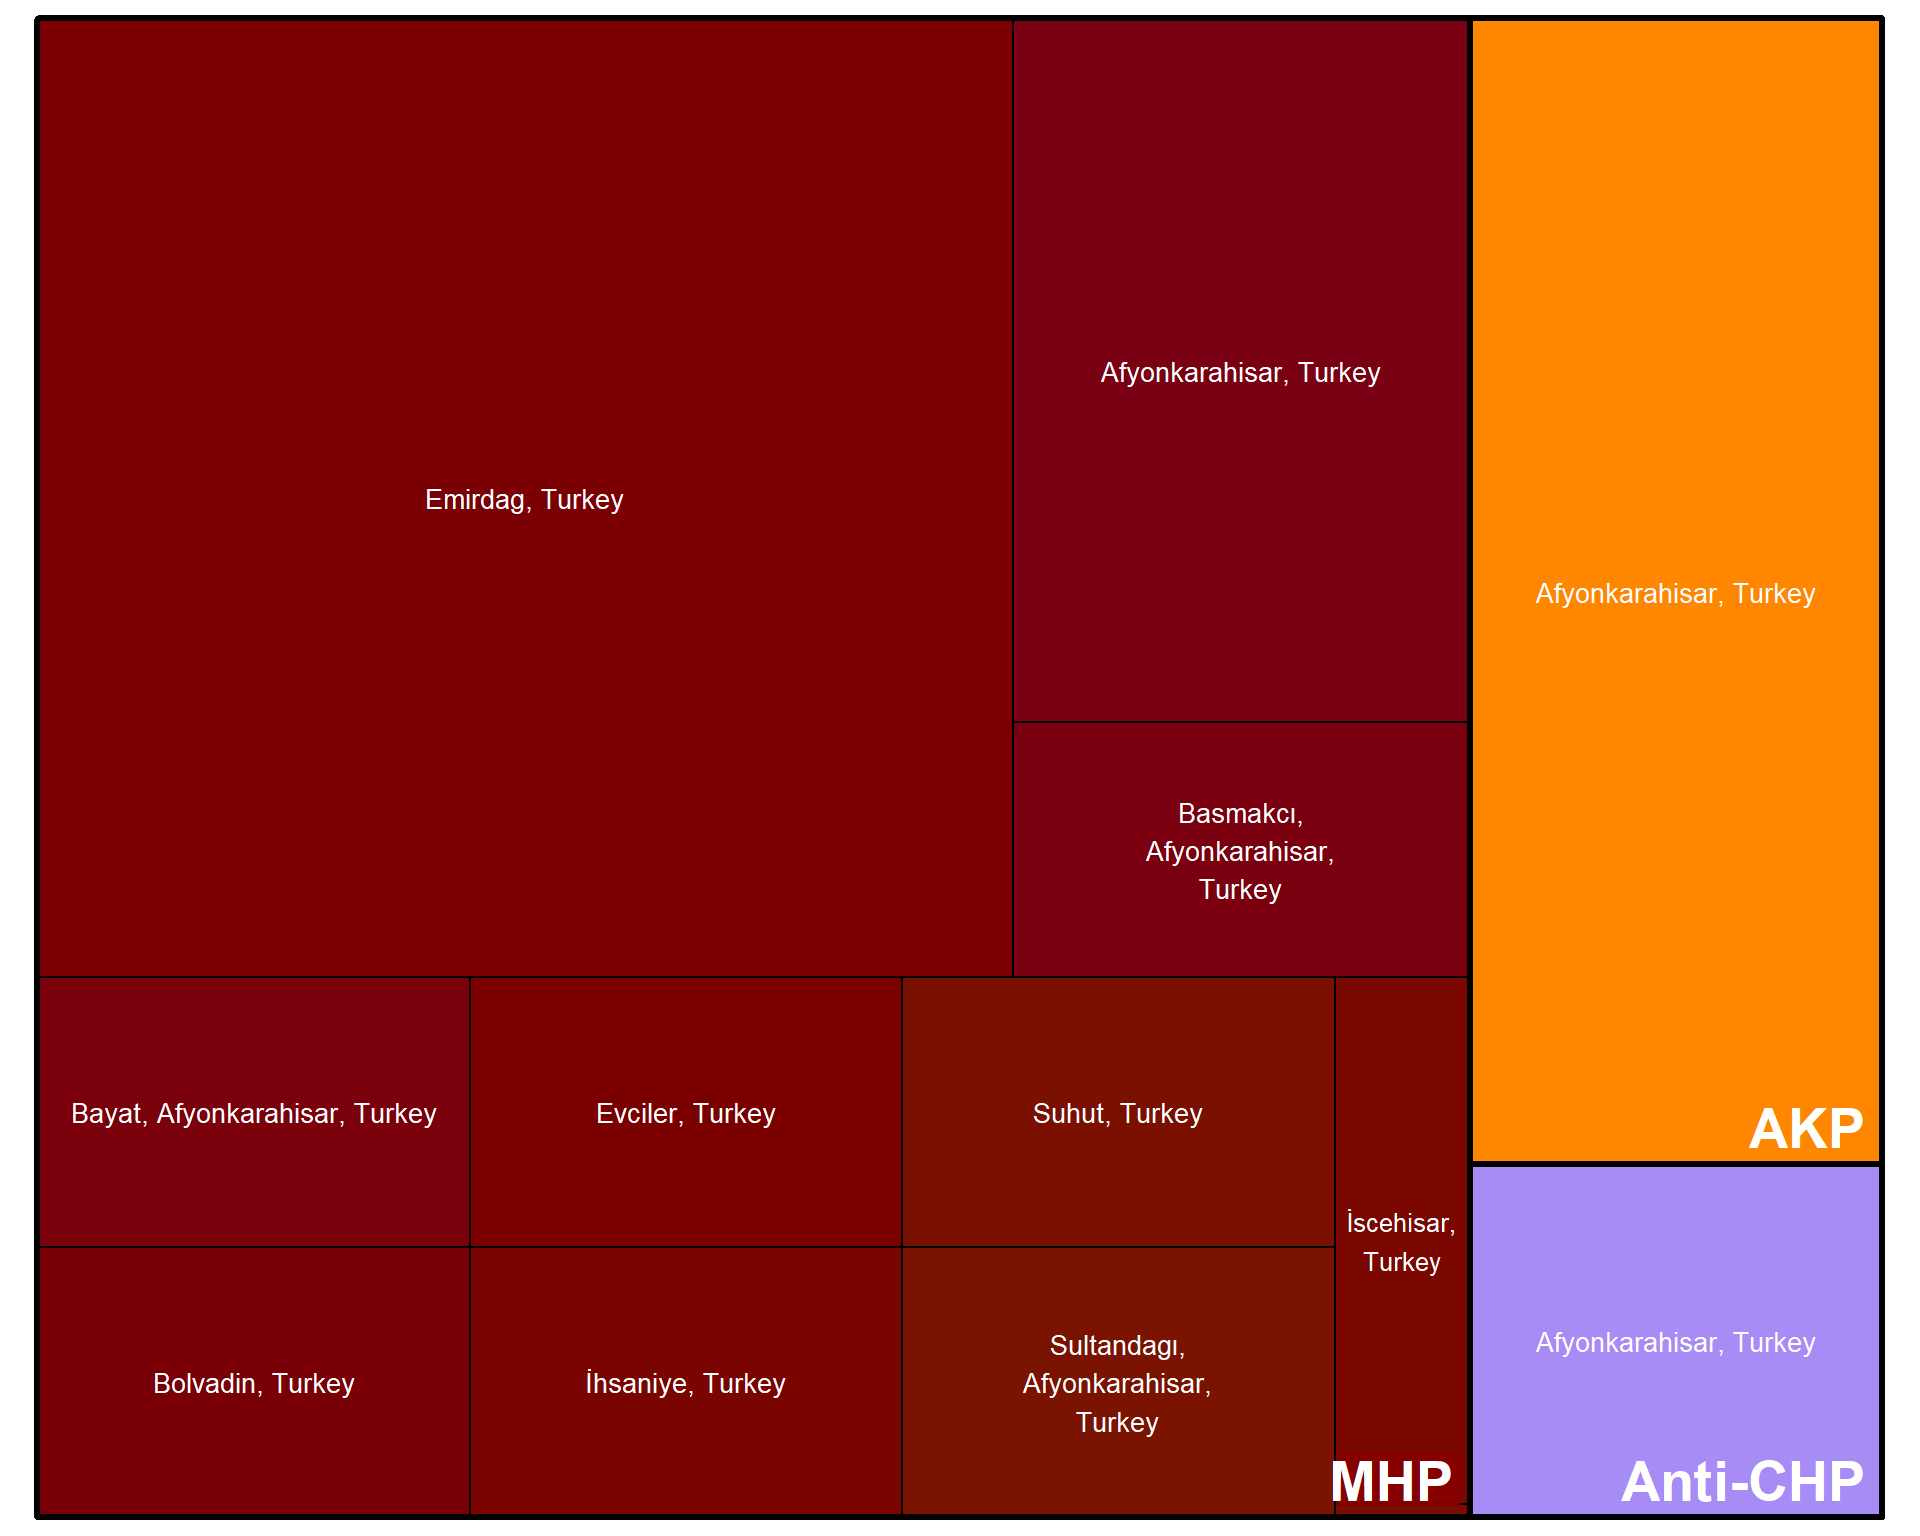 Emirdag, Turkey
Afyonkarahisar, Turkey
Basmakcı,
Afyonkarahisar,
Turkey
Bayat, Afyonkarahisar, Turkey
Evciler, Turkey
Suhut, Turkey
İscehisar,
Turkey
Bolvadin, Turkey
İhsaniye, Turkey
Sultandagı,
Afyonkarahisar,
Turkey
MHP
Afyonkarahisar, Turkey
AKP
Afyonkarahisar, Turkey
Anti-CHP